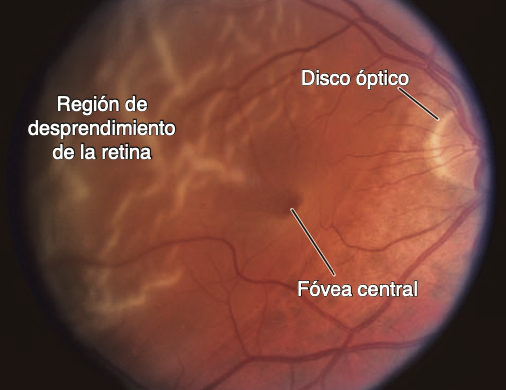 Disco óptico
Región de
desprendimiento
de la retina
Fóvea central